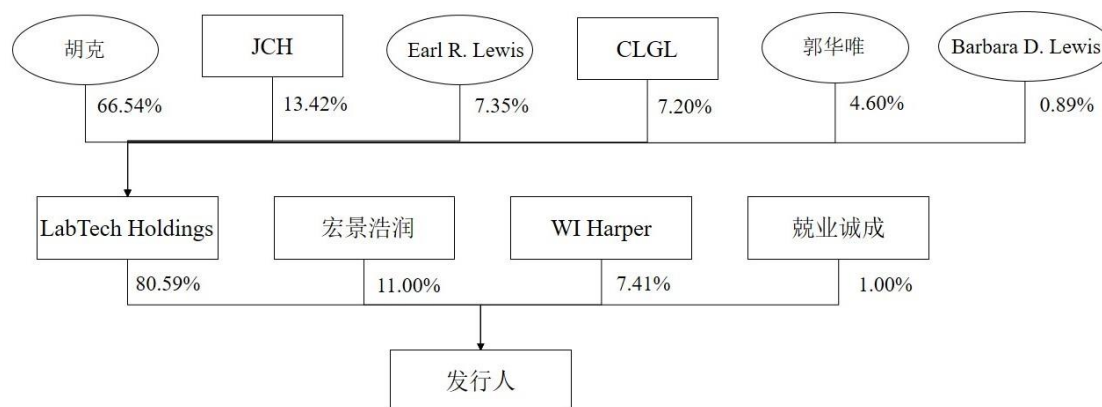 胡克
JCH
Earl R. Lewis
CLGL
郭华唯
Barbara D. Lewis
66.54%
13.42%
7.35%
7.20%
4.60%
0.89%
LabTech Holdings
宏景浩润
WI Harper
兢业诚成
80.59%
11.00%
7.41%
1.00%
发行人